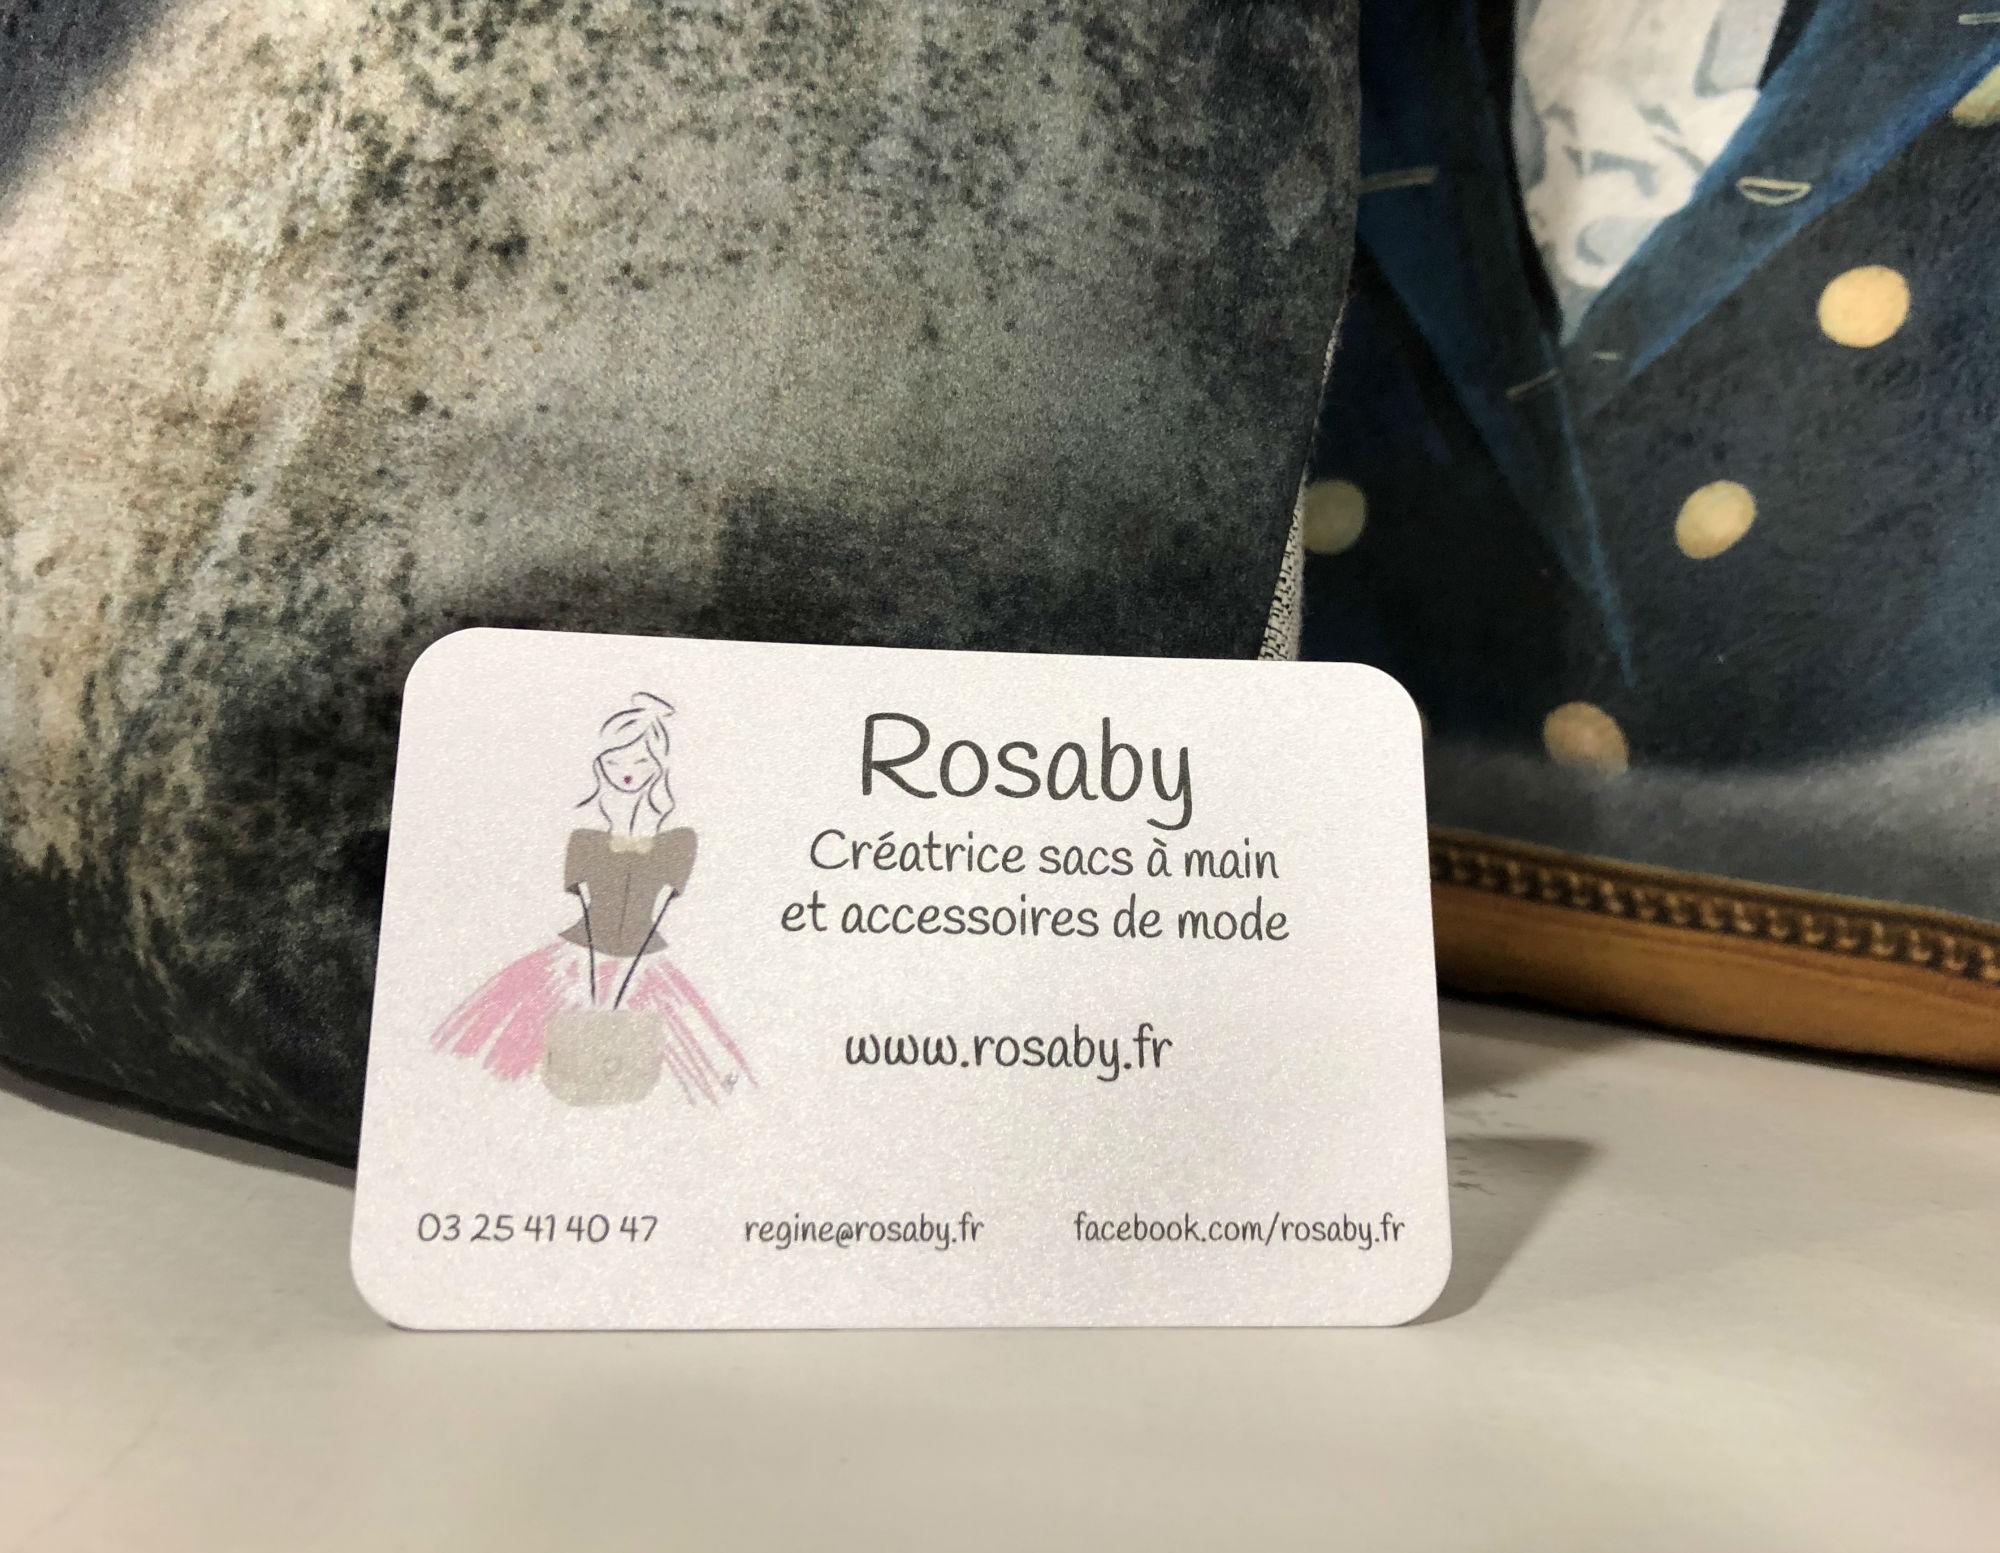 Rosaby
Créatrice sacs à main
et accessoires de mode
www.rosaby.fr
03 25 41 40 47 regine@rosaby.fr facebook.com/rosaby.fr